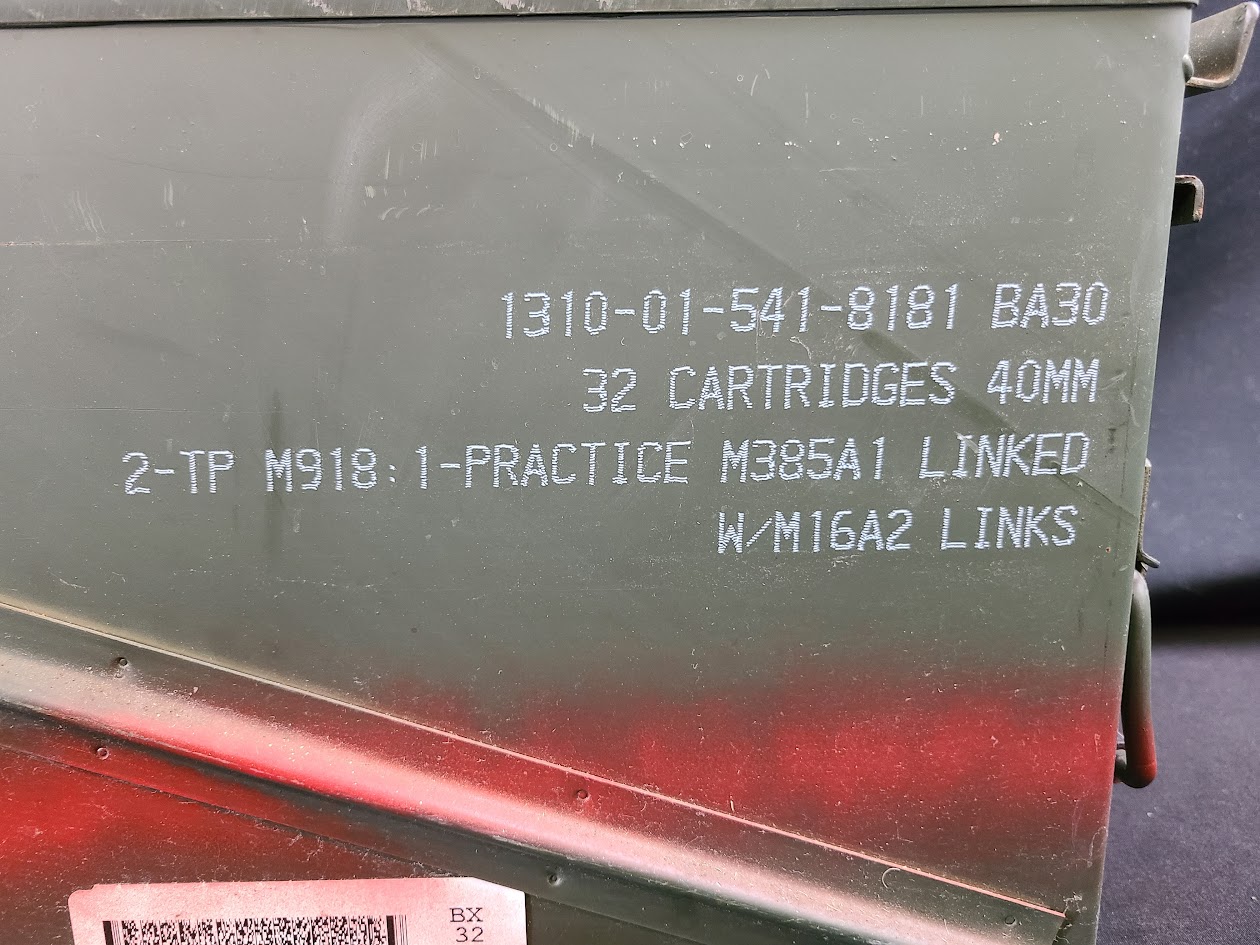 1310-01-541-8181 BA30
32 CARTRIDGES 40MM
2-TP M918:1-PRACTICE M385A1 LINKED
W/M16A2 LINKS
BX
32